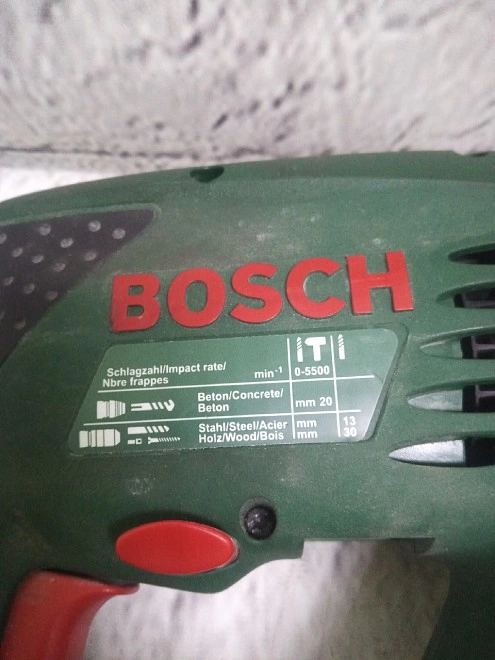 BOSCH
Schlagzahl/Impact rate/
Nbre frappes min⁻¹ 0-5500
Beton/Concrete/
Beton mm 20
Stahl/Steel/Acier mm 13
Holz/Wood/Bois mm 30